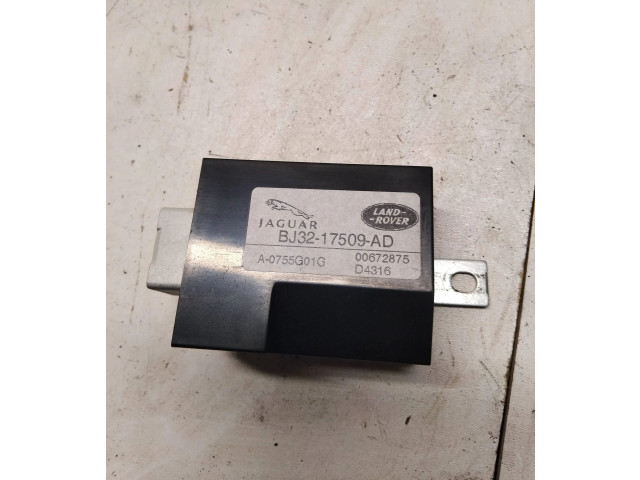 JAGUAR
LAND-
-ROVER
BJ32-17509-AD
A-0755G01G 00672875
D4316